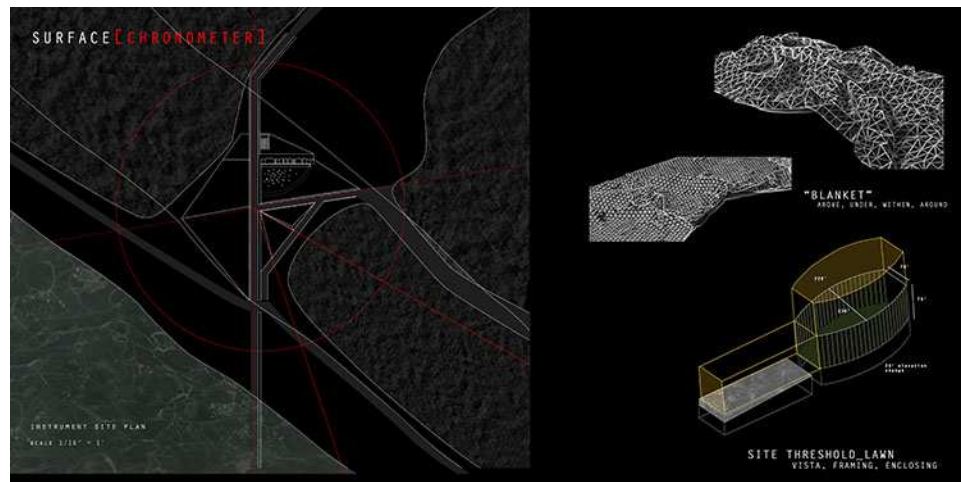 SURFACE[CHRONOMETER]
INSTRUMENT SITE PLAN
SCALE 1/16" = 1'
"BLANKET"
ABOVE, UNDER, WITHIN, AROUND
SITE THRESHOLD_LAWN
VISTA, FRAMING, ENCLOSING